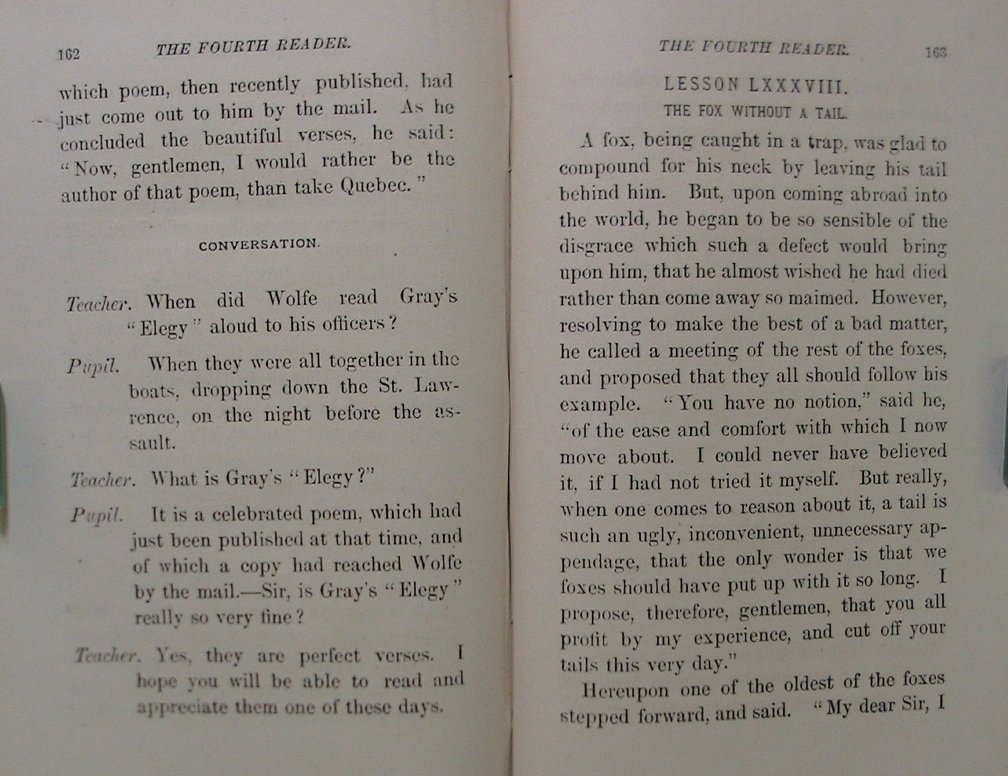 162 THE FOURTH READER.
which poem, then recently published, had
just come out to him by the mail. As he
concluded the beautiful verses, he said:
“Now, gentlemen, I would rather be the
author of that poem, than take Quebec.”
CONVERSATION.
Teacher. When did Wolfe read Gray's
“Elegy” aloud to his officers?
Pupil. When they were all together in the
boats, dropping down the St. Law-
rence, on the night before the as-
sault.
Teacher. What is Gray's “Elegy?”
Pupil. It is a celebrated poem, which had
just been published at that time, and
of which a copy had reached Wolfe
by the mail.—Sir, is Gray's “Elegy”
really so very fine?
Teacher. Yes, they are perfect verses. I
hope you will be able to read and
appreciate them one of these days.
THE FOURTH READER. 163
LESSON LXXXVIII.
THE FOX WITHOUT A TAIL.
A fox, being caught in a trap, was glad to
compound for his neck by leaving his tail
behind him. But, upon coming abroad into
the world, he began to be so sensible of the
disgrace which such a defect would bring
upon him, that he almost wished he had died
rather than come away so maimed. However,
resolving to make the best of a bad matter,
he called a meeting of the rest of the foxes,
and proposed that they all should follow his
example. “You have no notion,” said he,
“of the ease and comfort with which I now
move about. I could never have believed
it, if I had not tried it myself. But really,
when one comes to reason about it, a tail is
such an ugly, inconvenient, unnecessary ap-
pendage, that the only wonder is that we
foxes should have put up with it so long. I
propose, therefore, gentlemen, that you all
profit by my experience, and cut off your
tails this very day.”
Hereupon one of the oldest of the foxes
stepped forward, and said. “My dear Sir, I